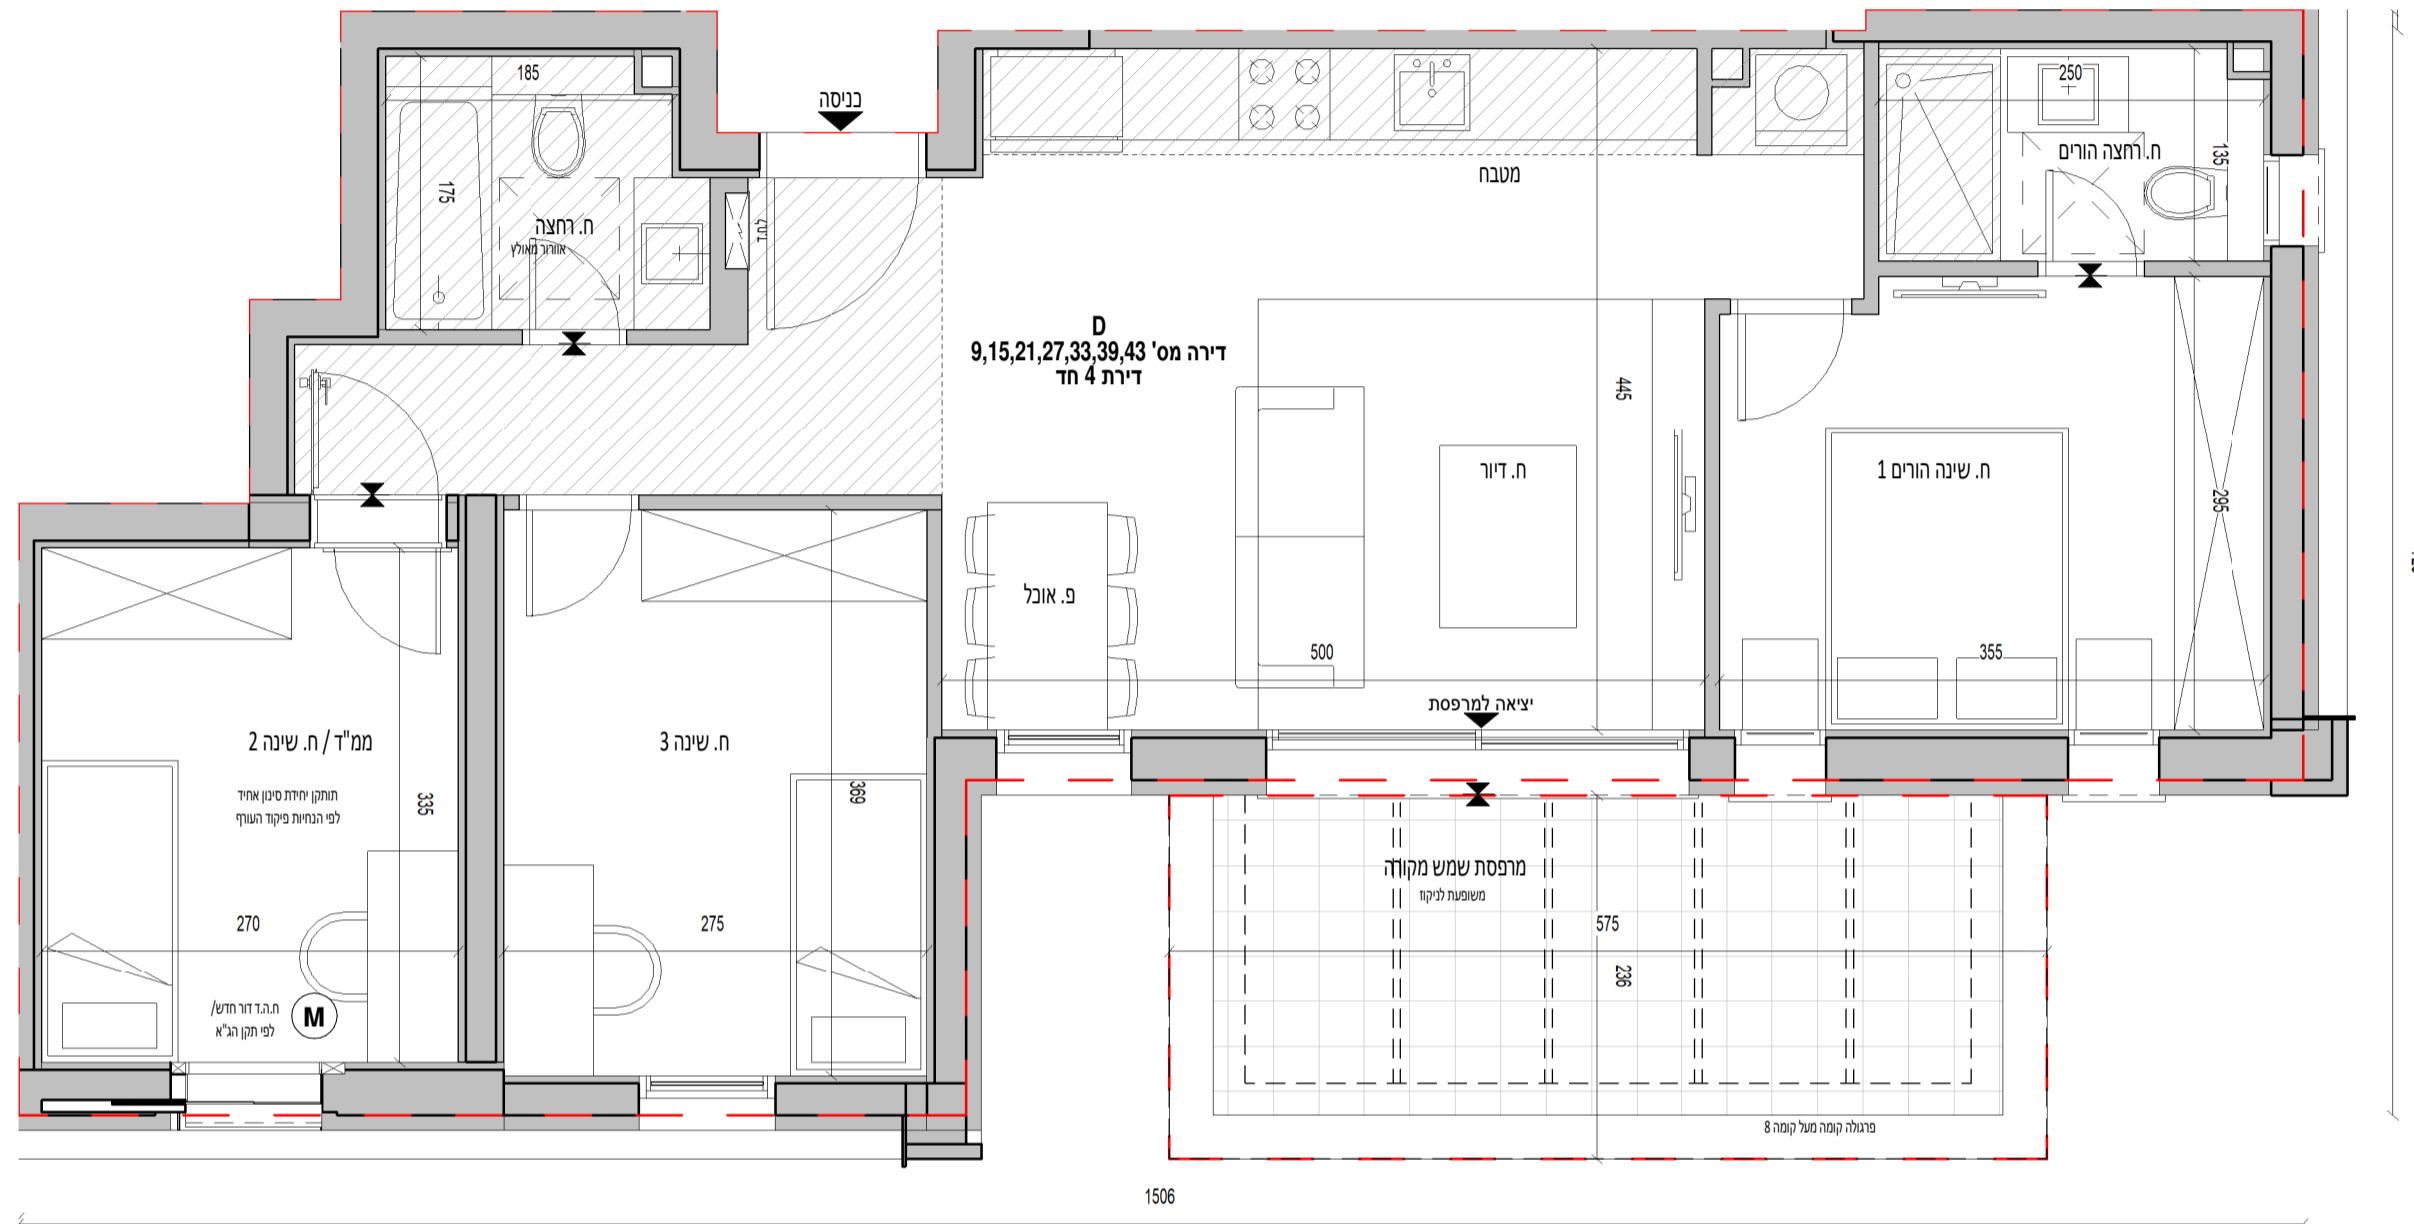 185
כניסה
250
ח. רחצה הורים
135
מטבח
175
ח. רחצה
אוורור מאולץ
ל.ח.ד
D
דירה מס' 9,15,21,27,33,39,43
דירת 4 חד
445
ח. דיור
ח. שינה הורים 1
295
פ. אוכל
500
355
יציאה למרפסת
ממ"ד / ח. שינה 2
ח. שינה 3
תותקן יחידת סינון אחיד
לפי הנחיות פיקוד העורף
335
369
מרפסת שמש מקורה
משופעת לניקוז
270
275
575
236
ח.ה.ד דור חדש/
לפי תקן הג"א
M
פרגולה קומה מעל קומה 8
1506